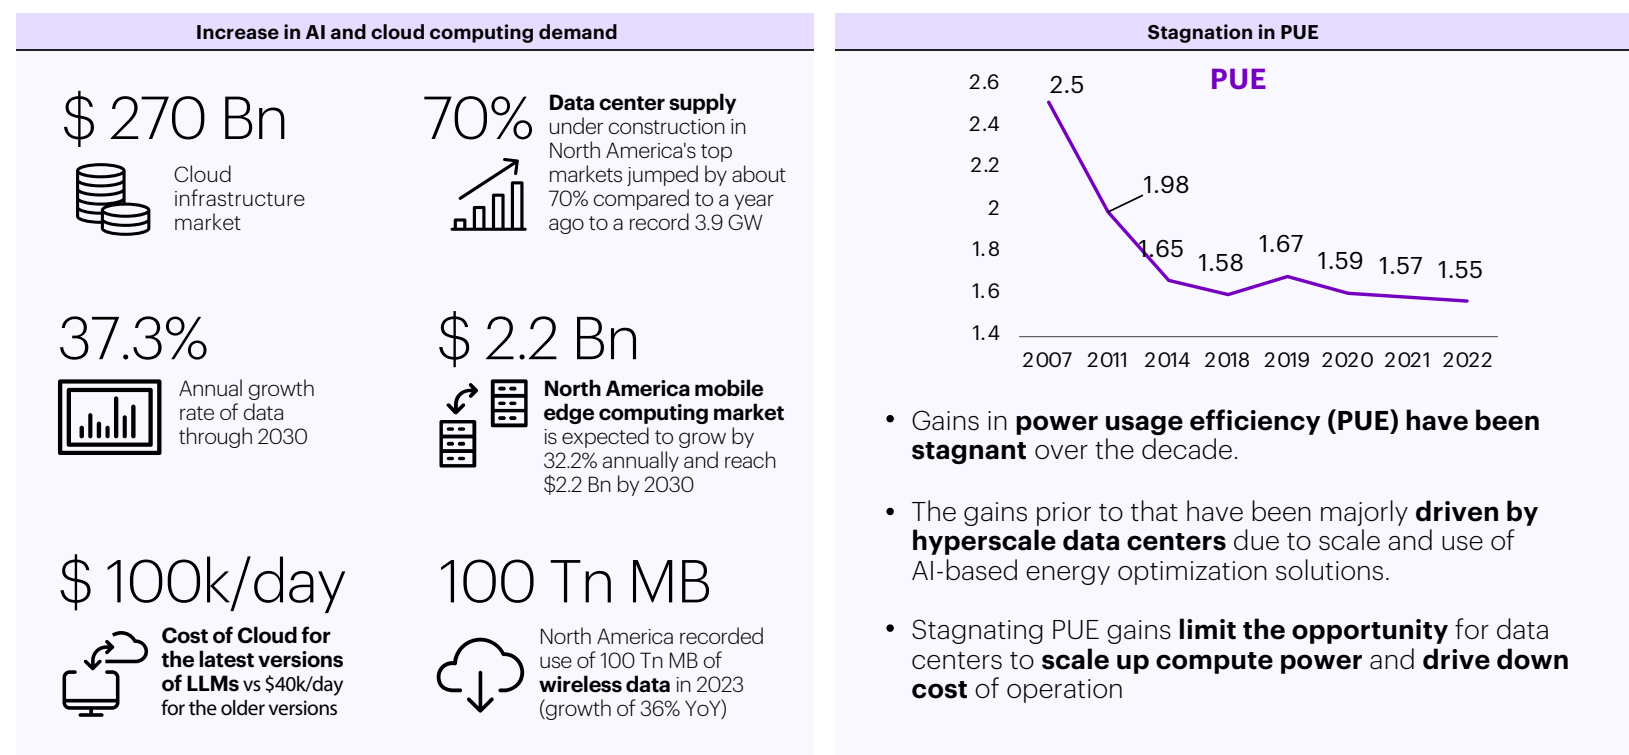 Increase in AI and cloud computing demand
$ 270 Bn
Cloud
infrastructure
market
70%
Data center supply
under construction in
North America's top
markets jumped by about
70% compared to a year
ago to a record 3.9 GW
37.3%
Annual growth
rate of data
through 2030
$ 2.2 Bn
North America mobile
edge computing market
is expected to grow by
32.2% annually and reach
$2.2 Bn by 2030
$ 100k/day
Cost of Cloud for
the latest versions
of LLMs vs $40k/day
for the older versions
100 Tn MB
North America recorded
use of 100 Tn MB of
wireless data in 2023
(growth of 36% YoY)
Stagnation in PUE
PUE
2.6
2.4
2.2
2
1.8
1.6
1.4
2.5
1.98
1.65
1.58
1.67
1.59
1.57
1.55
2007 2011 2014 2018 2019 2020 2021 2022
• Gains in power usage efficiency (PUE) have been
stagnant over the decade.
• The gains prior to that have been majorly driven by
hyperscale data centers due to scale and use of
AI-based energy optimization solutions.
• Stagnating PUE gains limit the opportunity for data
centers to scale up compute power and drive down
cost of operation